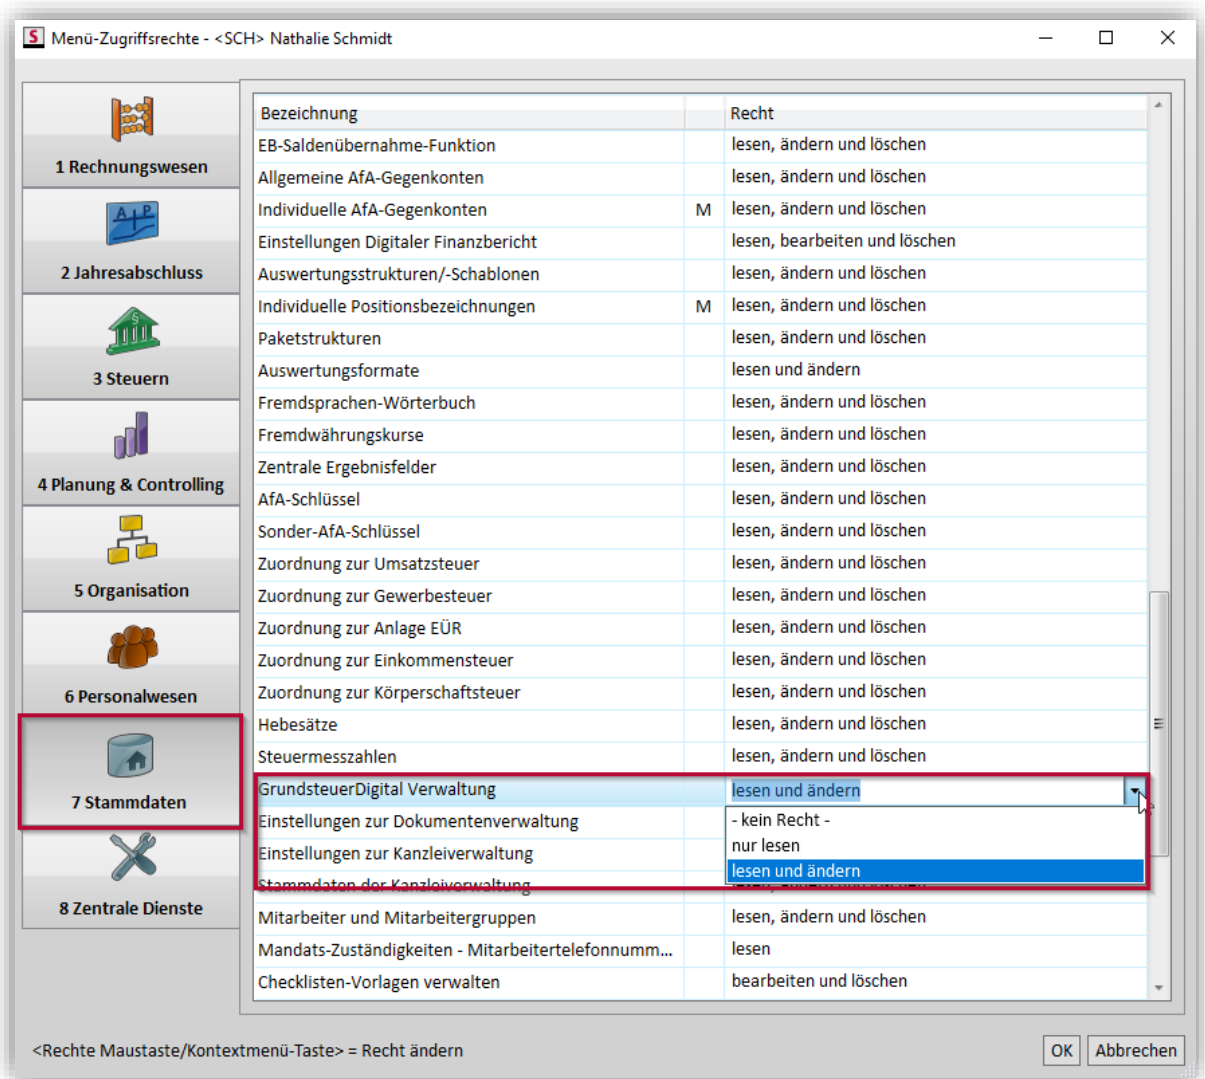 S Menü-Zugriffsrechte - <SCH> Nathalie Schmidt
1 Rechnungswesen
A P
2 Jahresabschluss
§
3 Steuern
4 Planung & Controlling
5 Organisation
6 Personalwesen
7 Stammdaten
8 Zentrale Dienste
Bezeichnung Recht
EB-Saldenübernahme-Funktion lesen, ändern und löschen
Allgemeine AfA-Gegenkonten lesen, ändern und löschen
Individuelle AfA-Gegenkonten M lesen, ändern und löschen
Einstellungen Digitaler Finanzbericht lesen, bearbeiten und löschen
Auswertungsstrukturen/-Schablonen lesen, ändern und löschen
Individuelle Positionsbezeichnungen M lesen, ändern und löschen
Paketstrukturen lesen, ändern und löschen
Auswertungsformate lesen und ändern
Fremdsprachen-Wörterbuch lesen, ändern und löschen
Fremdwährungskurse lesen, ändern und löschen
Zentrale Ergebnisfelder lesen, ändern und löschen
AfA-Schlüssel lesen, ändern und löschen
Sonder-AfA-Schlüssel lesen, ändern und löschen
Zuordnung zur Umsatzsteuer lesen, ändern und löschen
Zuordnung zur Gewerbesteuer lesen, ändern und löschen
Zuordnung zur Anlage EÜR lesen, ändern und löschen
Zuordnung zur Einkommensteuer lesen, ändern und löschen
Zuordnung zur Körperschaftsteuer lesen, ändern und löschen
Hebesätze lesen, ändern und löschen
Steuermesszahlen lesen, ändern und löschen
GrundsteuerDigital Verwaltung lesen und ändern
Einstellungen zur Dokumentenverwaltung - kein Recht -
Einstellungen zur Kanzleiverwaltung nur lesen
Stammdaten der Kanzleiverwaltung lesen und ändern
Mitarbeiter und Mitarbeitergruppen lesen, ändern und löschen
Mandats-Zuständigkeiten - Mitarbeitertelefonnumm... lesen
Checklisten-Vorlagen verwalten bearbeiten und löschen
<Rechte Maustaste/Kontextmenü-Taste> = Recht ändern OK Abbrechen